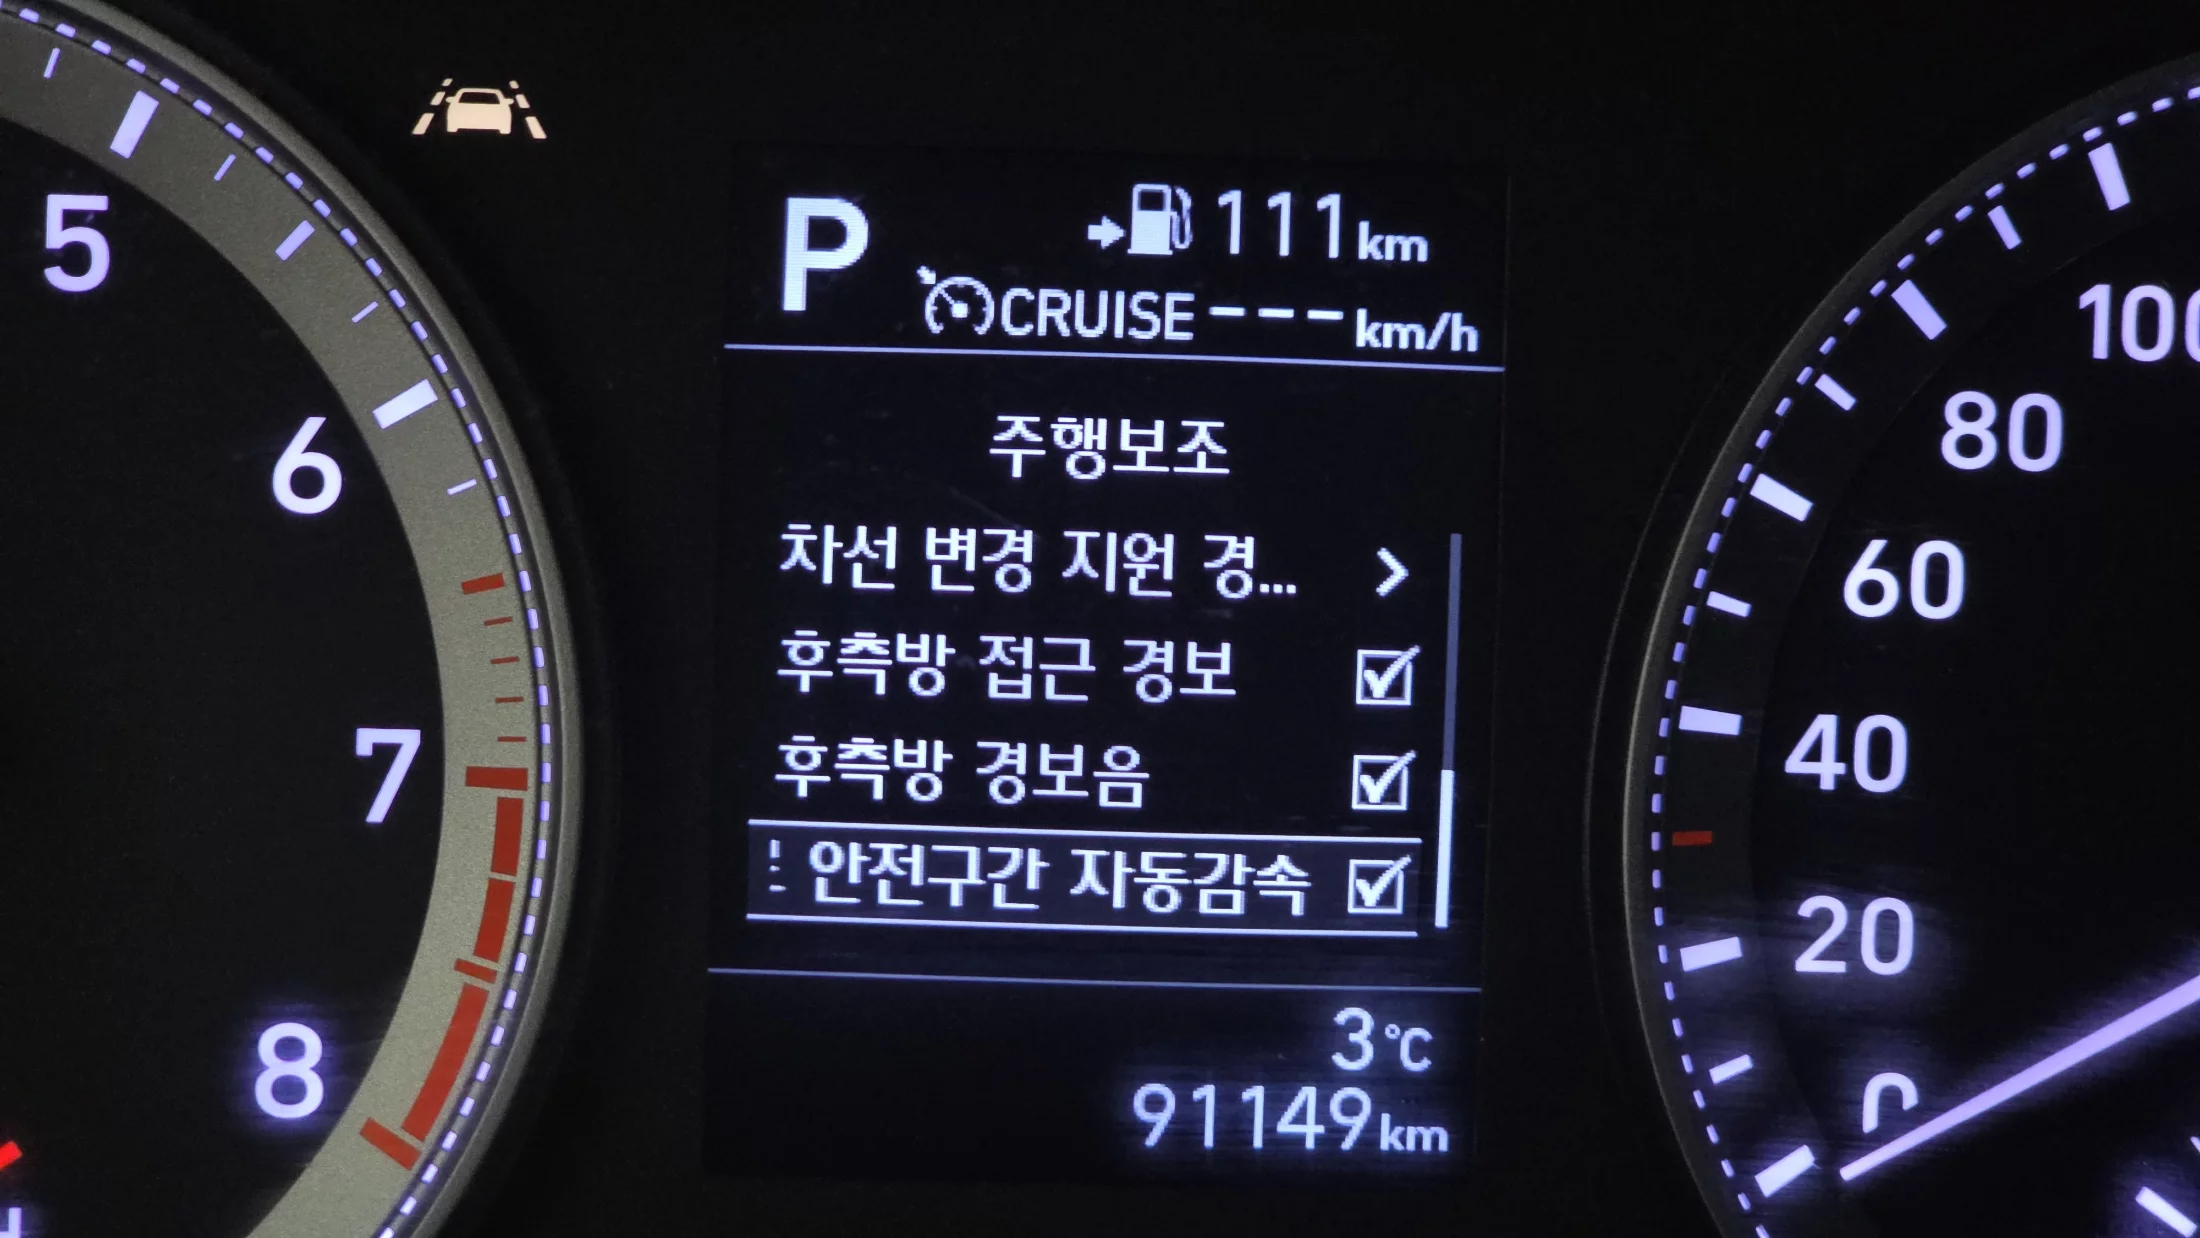 5
6
7
8
P
111km
CRUISE ---km/h
주행보조
차선 변경 지원 경...
후측방 접근 경보
후측방 경보음
안전구간 자동감속
3℃
91149km
100
80
60
40
20
0